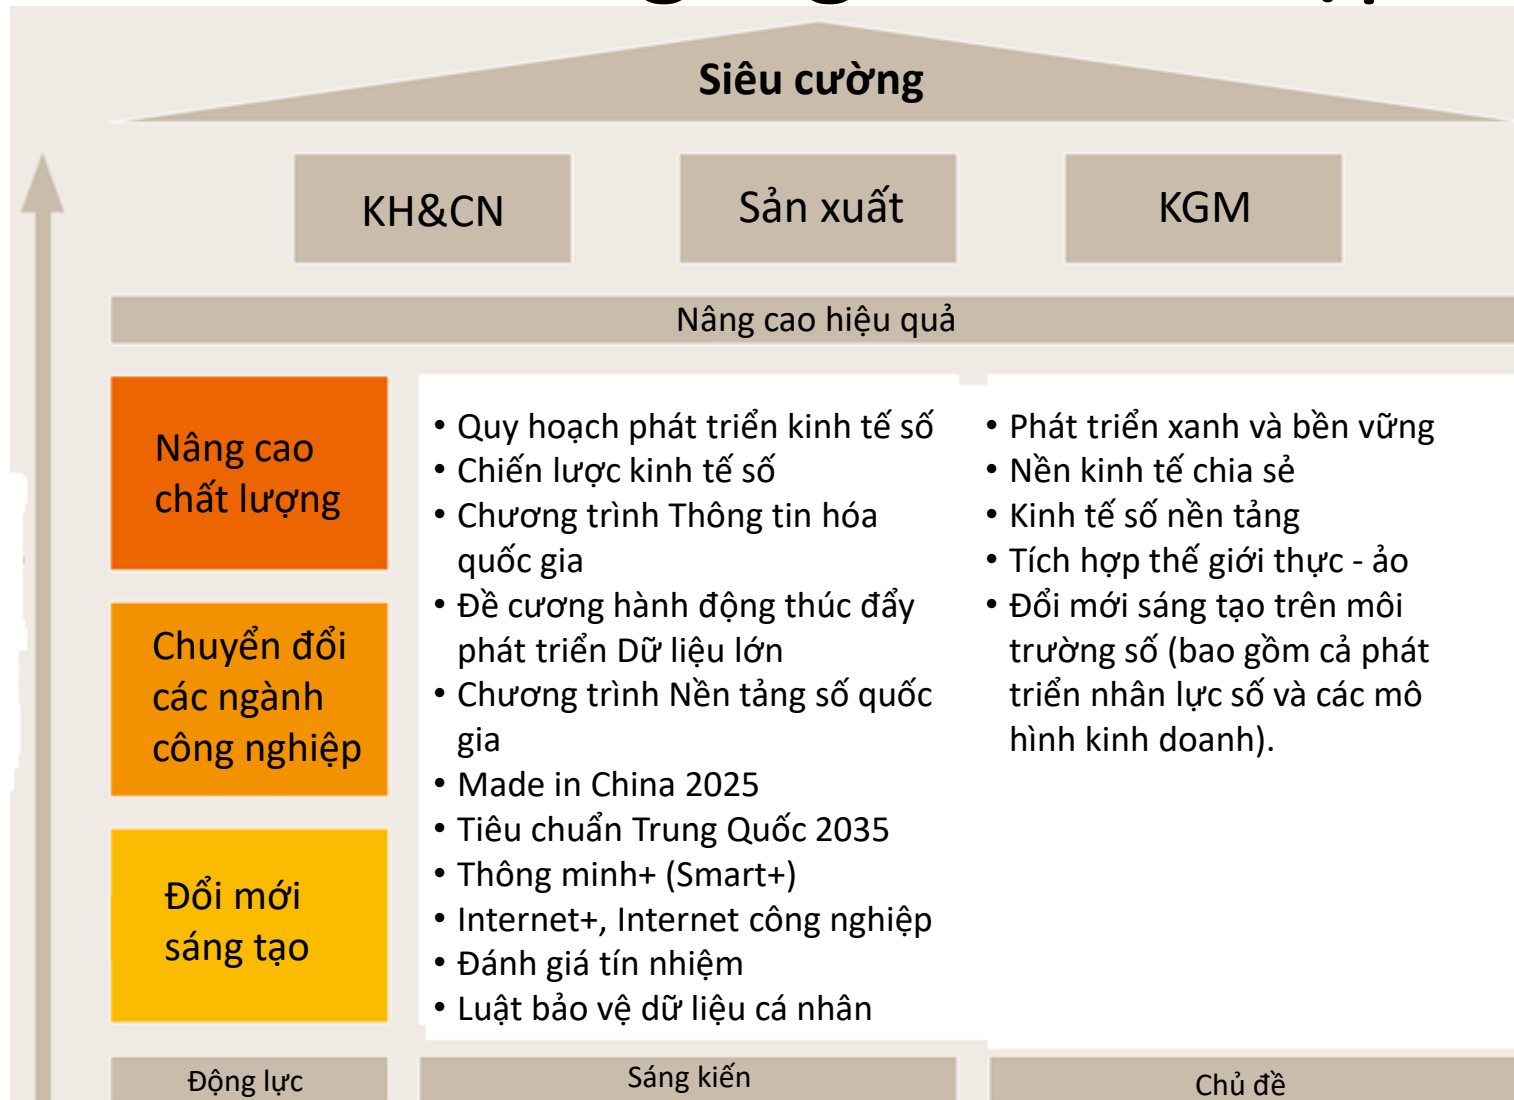 Siêu cường
KH&CN
Sản xuất
KGM
Nâng cao hiệu quả
Nâng cao
chất lượng
Chuyển đổi
các ngành
công nghiệp
Đổi mới
sáng tạo
• Quy hoạch phát triển kinh tế số
• Chiến lược kinh tế số
• Chương trình Thông tin hóa
quốc gia
• Đề cương hành động thúc đẩy
phát triển Dữ liệu lớn
• Chương trình Nền tảng số quốc
gia
• Made in China 2025
• Tiêu chuẩn Trung Quốc 2035
• Thông minh+ (Smart+)
• Internet+, Internet công nghiệp
• Đánh giá tín nhiệm
• Luật bảo vệ dữ liệu cá nhân
• Phát triển xanh và bền vững
• Nền kinh tế chia sẻ
• Kinh tế số nền tảng
• Tích hợp thế giới thực - ảo
• Đổi mới sáng tạo trên môi
trường số (bao gồm cả phát
triển nhân lực số và các mô
hình kinh doanh).
Động lực
Sáng kiến
Chủ đề